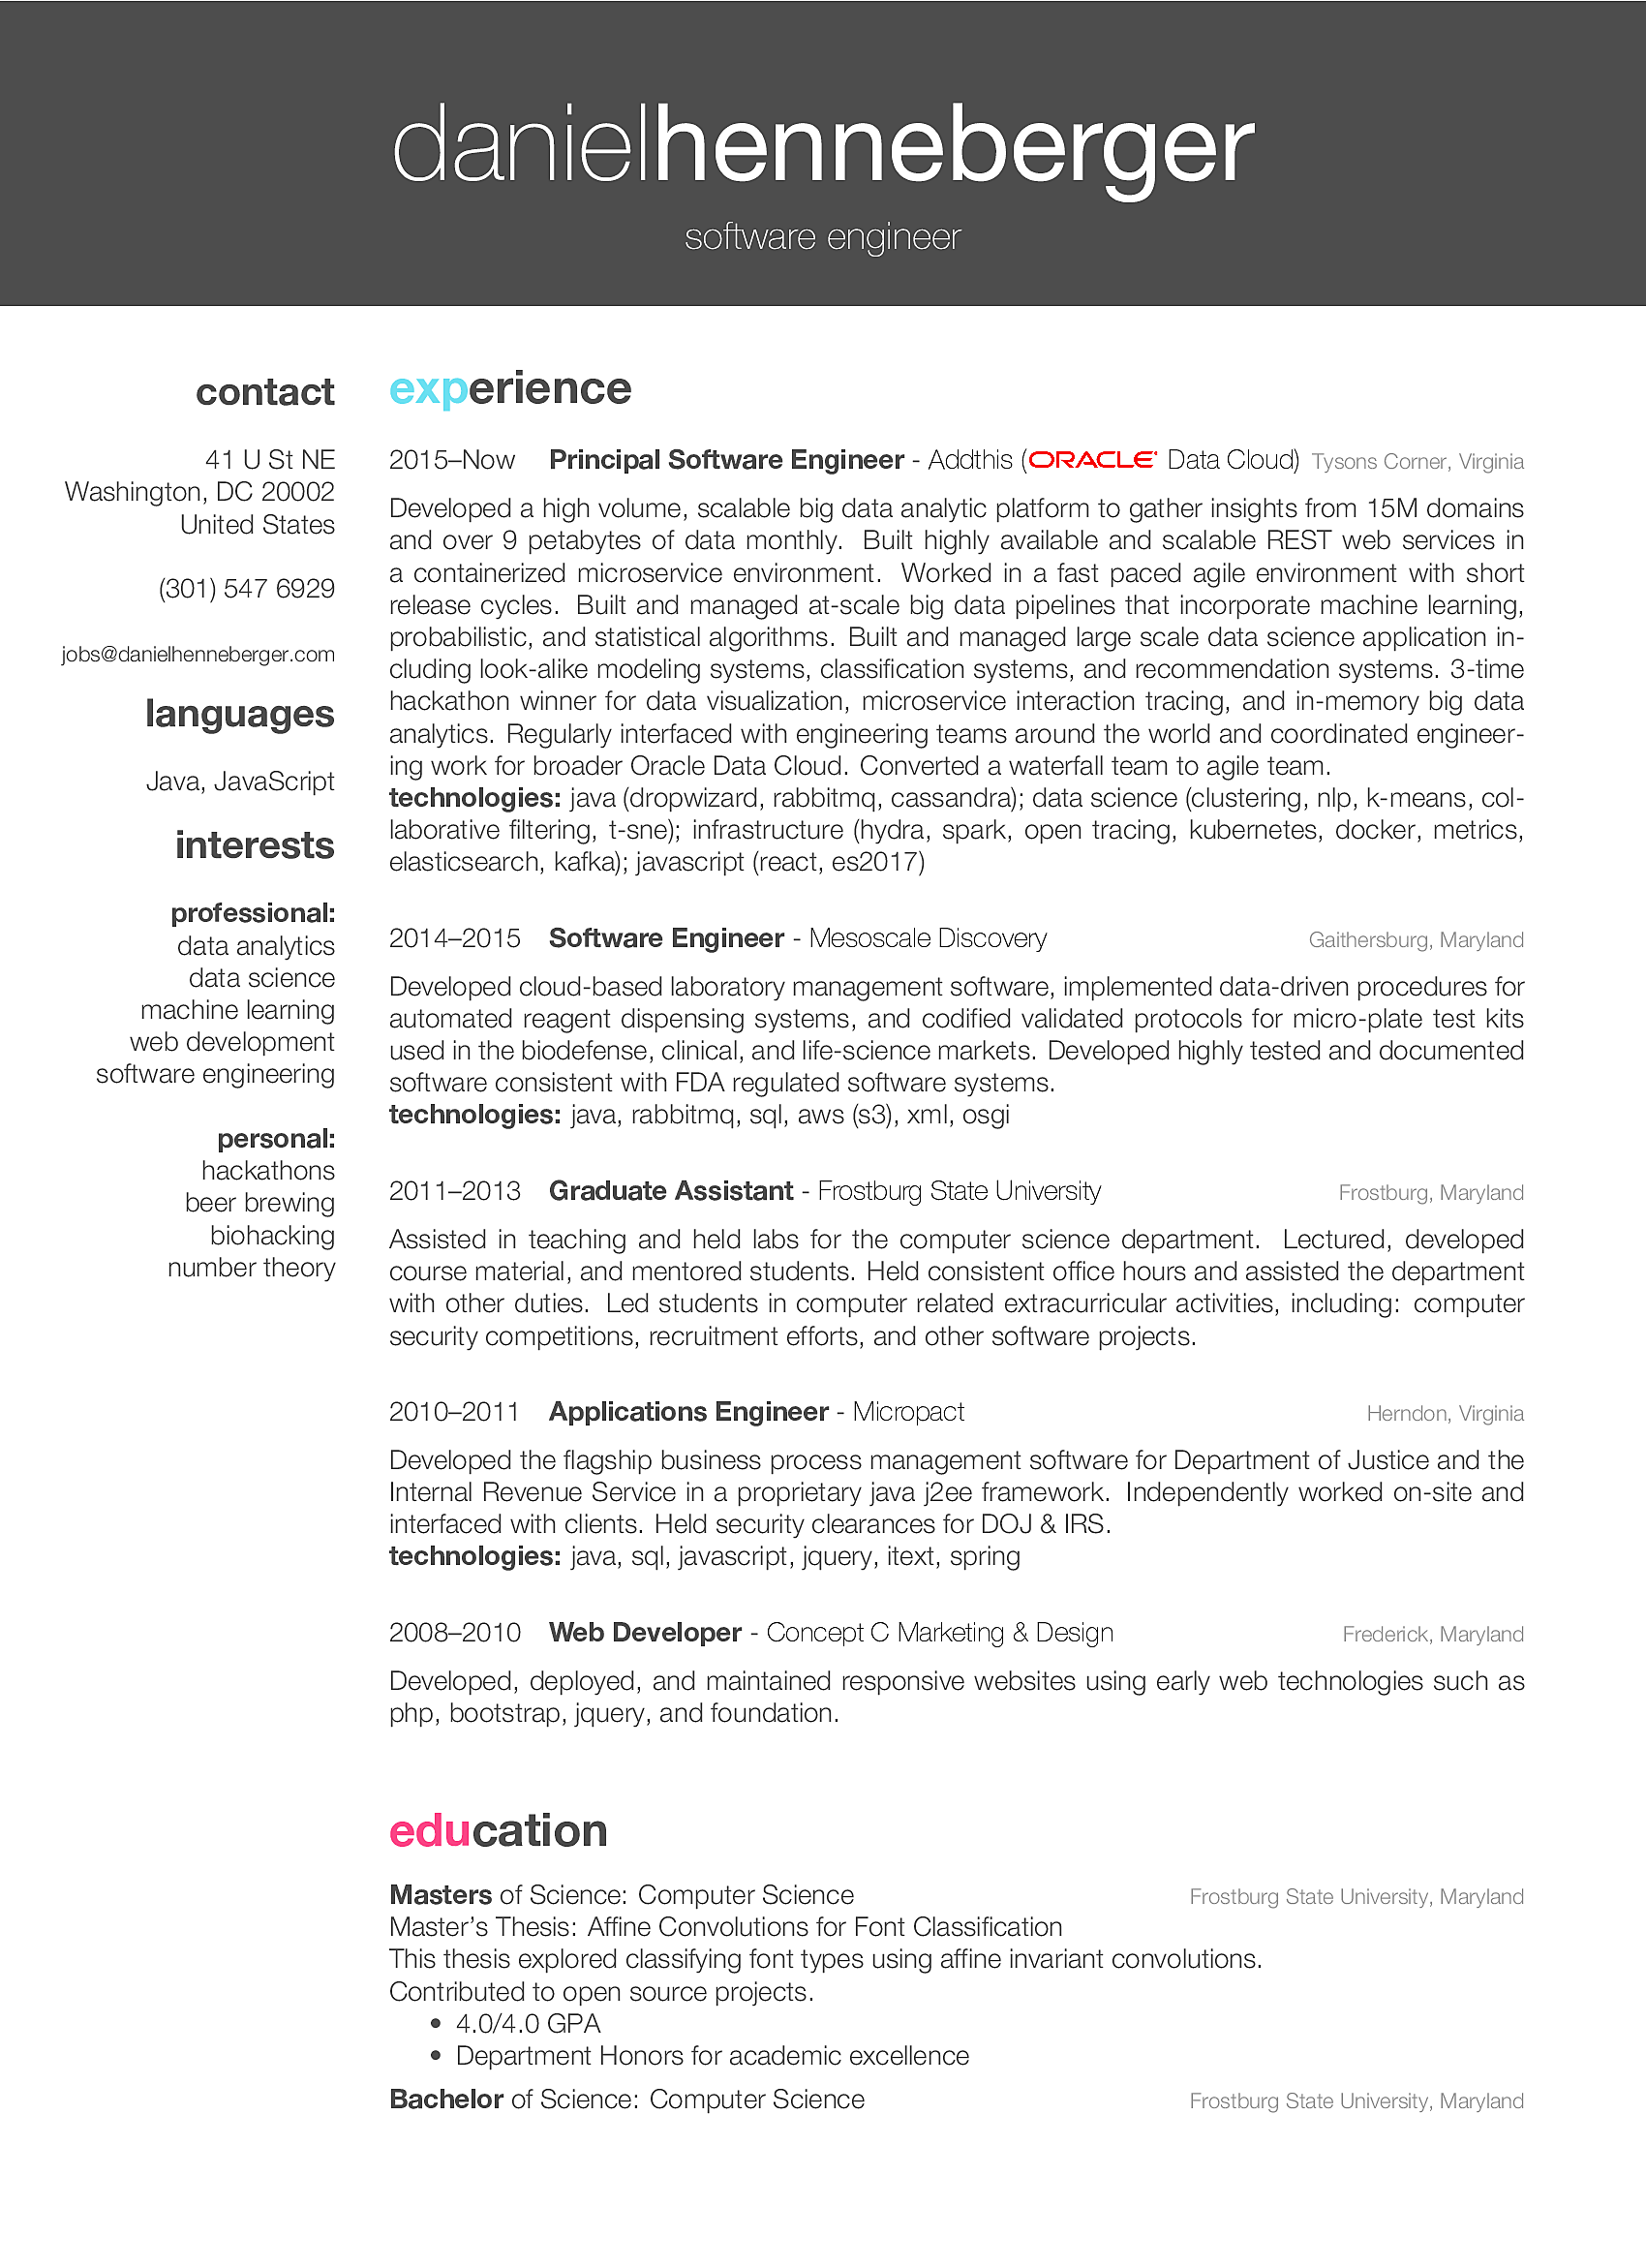 danielhenneberger
software engineer
contact
41 U St NE
Washington, DC 20002
United States
(301) 547 6929
jobs@danielhenneberger.com
languages
Java, JavaScript
interests
professional:
data analytics
data science
machine learning
web development
software engineering
personal:
hackathons
beer brewing
biohacking
number theory
experience
2015–Now Principal Software Engineer - Addthis (ORACLE Data Cloud) Tysons Corner, Virginia
Developed a high volume, scalable big data analytic platform to gather insights from 15M domains
and over 9 petabytes of data monthly. Built highly available and scalable REST web services in
a containerized microservice environment. Worked in a fast paced agile environment with short
release cycles. Built and managed at-scale big data pipelines that incorporate machine learning,
probabilistic, and statistical algorithms. Built and managed large scale data science application in-
cluding look-alike modeling systems, classification systems, and recommendation systems. 3-time
hackathon winner for data visualization, microservice interaction tracing, and in-memory big data
analytics. Regularly interfaced with engineering teams around the world and coordinated engineer-
ing work for broader Oracle Data Cloud. Converted a waterfall team to agile team.
technologies: java (dropwizard, rabbitmq, cassandra); data science (clustering, nlp, k-means, col-
laborative filtering, t-sne); infrastructure (hydra, spark, open tracing, kubernetes, docker, metrics,
elasticsearch, kafka); javascript (react, es2017)
2014–2015 Software Engineer - Mesoscale Discovery Gaithersburg, Maryland
Developed cloud-based laboratory management software, implemented data-driven procedures for
automated reagent dispensing systems, and codified validated protocols for micro-plate test kits
used in the biodefense, clinical, and life-science markets. Developed highly tested and documented
software consistent with FDA regulated software systems.
technologies: java, rabbitmq, sql, aws (s3), xml, osgi
2011–2013 Graduate Assistant - Frostburg State University Frostburg, Maryland
Assisted in teaching and held labs for the computer science department. Lectured, developed
course material, and mentored students. Held consistent office hours and assisted the department
with other duties. Led students in computer related extracurricular activities, including: computer
security competitions, recruitment efforts, and other software projects.
2010–2011 Applications Engineer - Micropact Herndon, Virginia
Developed the flagship business process management software for Department of Justice and the
Internal Revenue Service in a proprietary java j2ee framework. Independently worked on-site and
interfaced with clients. Held security clearances for DOJ & IRS.
technologies: java, sql, javascript, jquery, itext, spring
2008–2010 Web Developer - Concept C Marketing & Design Frederick, Maryland
Developed, deployed, and maintained responsive websites using early web technologies such as
php, bootstrap, jquery, and foundation.
education
Masters of Science: Computer Science Frostburg State University, Maryland
Master's Thesis: Affine Convolutions for Font Classification
This thesis explored classifying font types using affine invariant convolutions.
Contributed to open source projects.
• 4.0/4.0 GPA
• Department Honors for academic excellence
Bachelor of Science: Computer Science Frostburg State University, Maryland